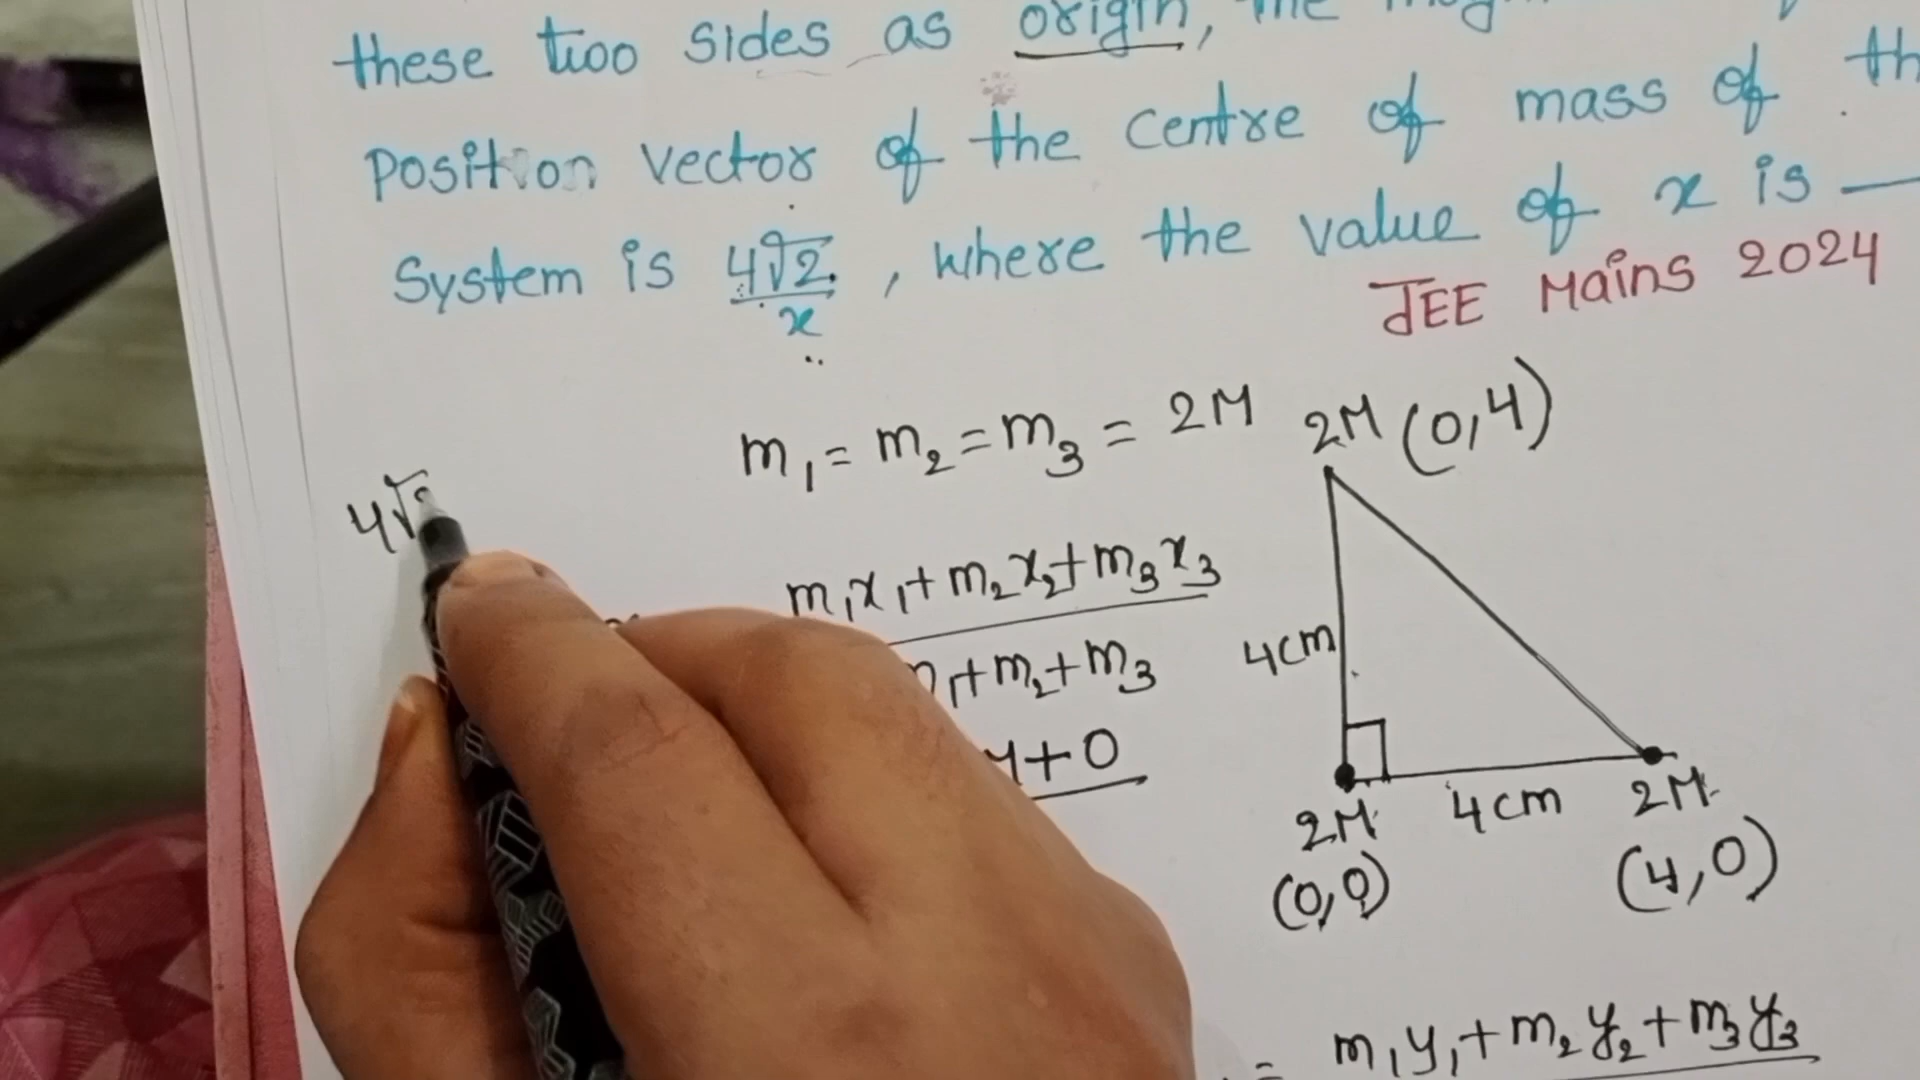 these two sides as origin, the
position vector of the centre of mass of
System is 4√2/x , where the value of x is —
JEE Mains 2024
m₁ = m₂ = m₃ = 2M
2M (0,4)
4√
m₁x₁ + m₂x₂ + m₃x₃
4cm
+ m₂ + m₃
+ 0
2M 4cm 2M
(0,0) (4,0)
= m₁y₁ + m₂y₂ + m₃y₃